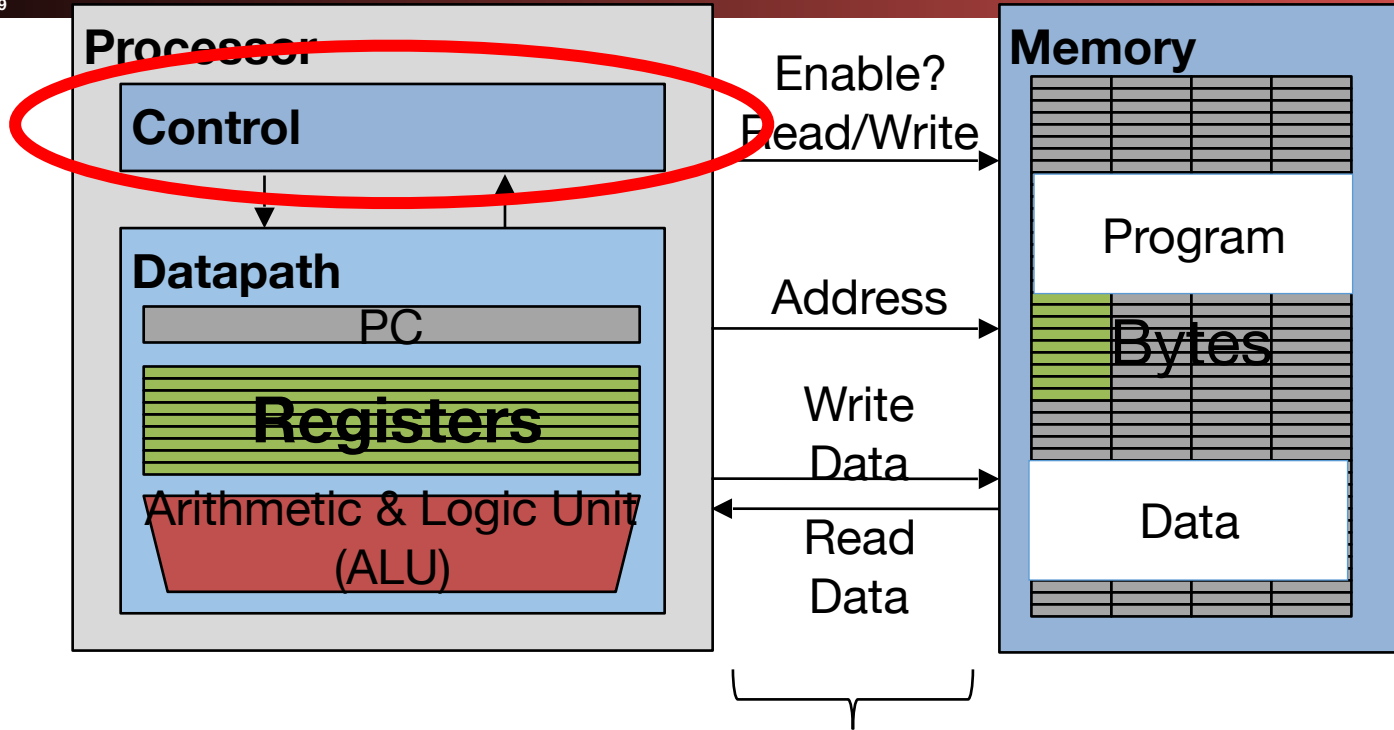 9
Processor
Control
Datapath
PC
Registers
Arithmetic & Logic Unit
(ALU)
Enable?
Read/Write
Address
Write
Data
Read
Data
Memory
Program
Bytes
Data